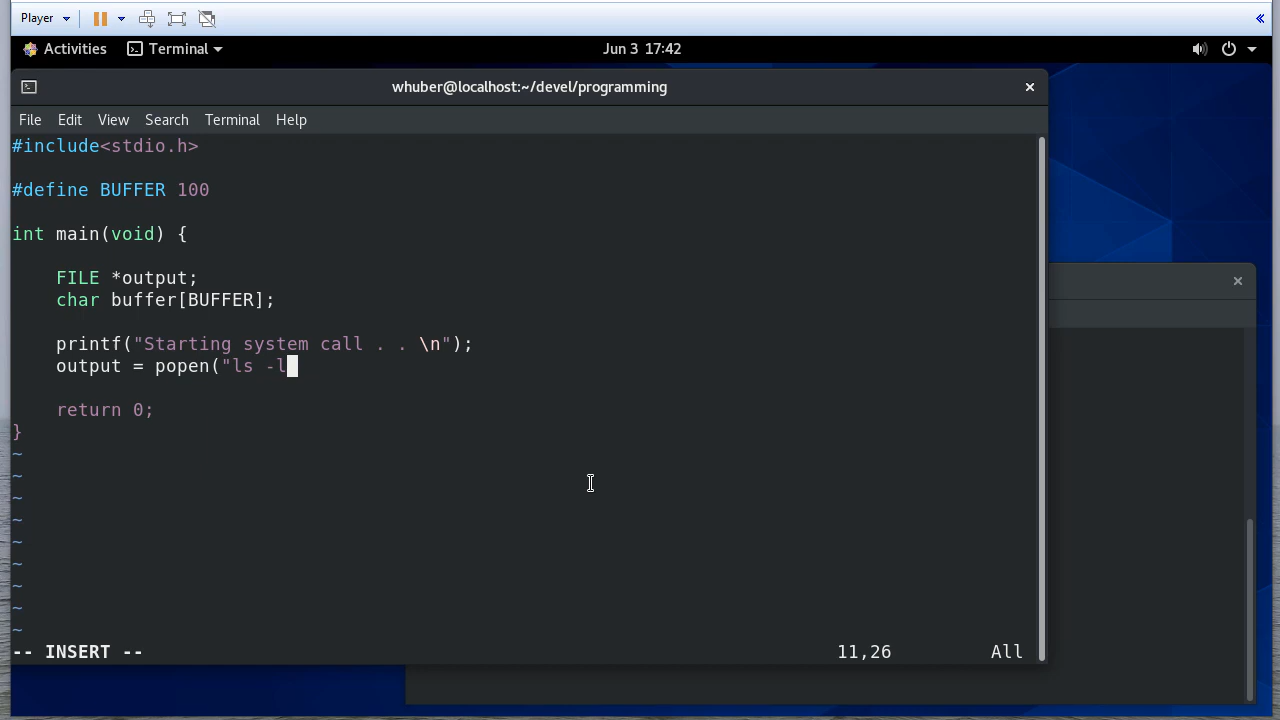 Player
Activities Terminal Jun 3 17:42
whuber@localhost:~/devel/programming
File Edit View Search Terminal Help
#include<stdio.h>
#define BUFFER 100
int main(void) {
FILE *output;
char buffer[BUFFER];
printf("Starting system call . . \n");
output = popen("ls -l
return 0;
}
~
~
~
~
~
~
~
~
~
-- INSERT -- 11,26 All